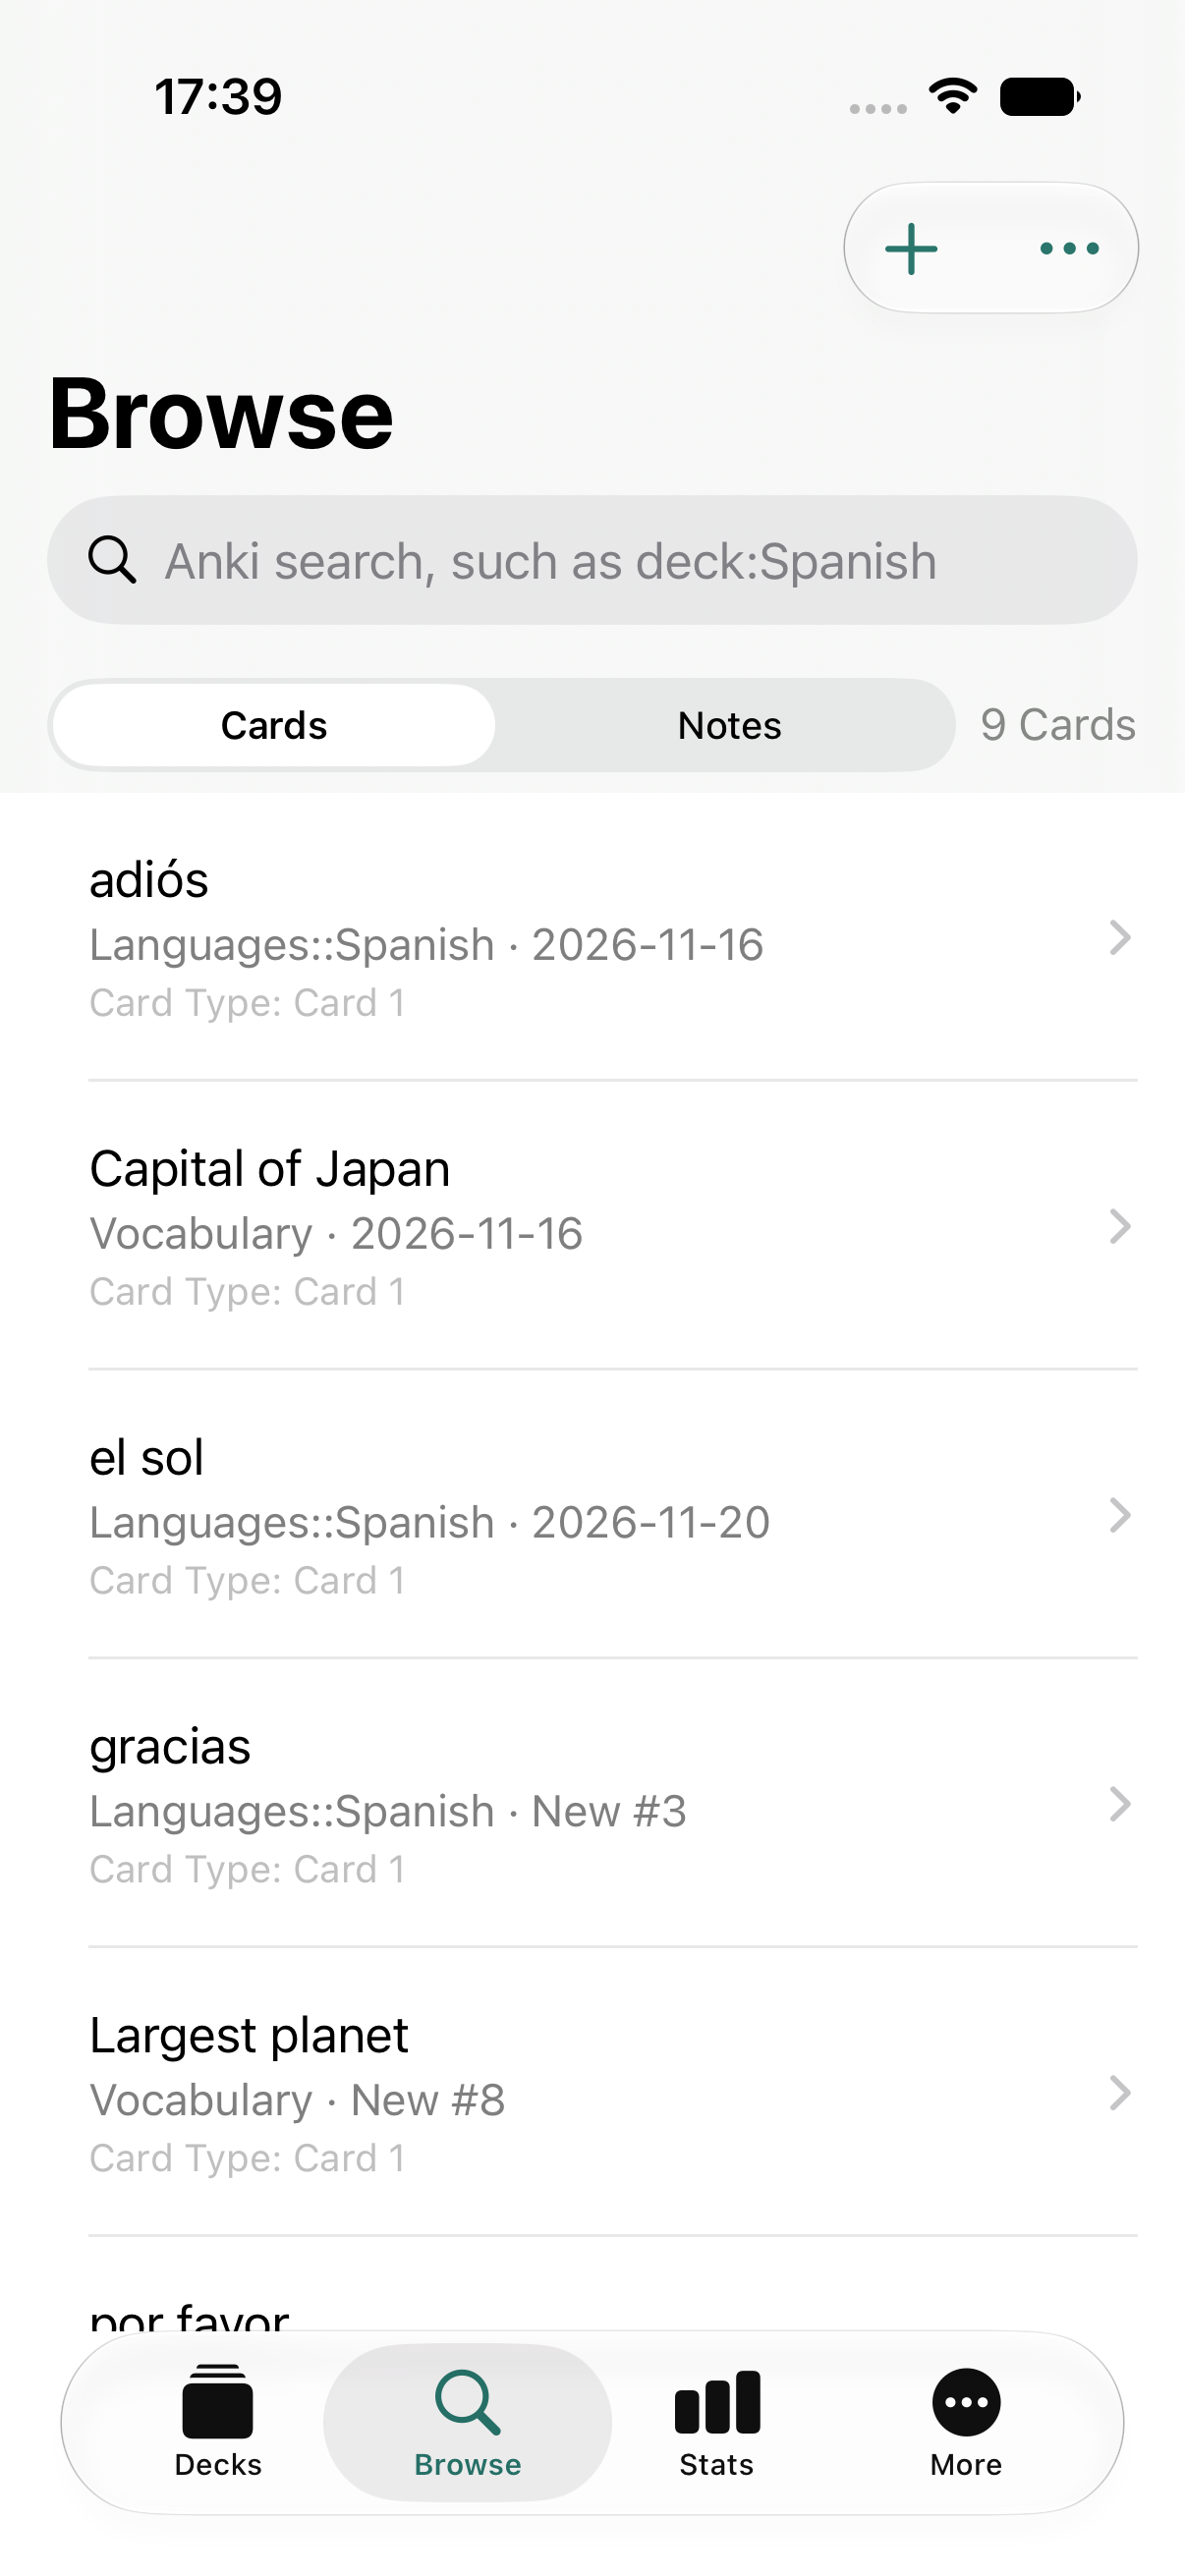 17:39
Browse
Anki search, such as deck:Spanish
Cards
Notes
9 Cards
adiós
Languages::Spanish · 2026-11-16
Card Type: Card 1
Capital of Japan
Vocabulary · 2026-11-16
Card Type: Card 1
el sol
Languages::Spanish · 2026-11-20
Card Type: Card 1
gracias
Languages::Spanish · New #3
Card Type: Card 1
Largest planet
Vocabulary · New #8
Card Type: Card 1
por favor
Decks
Browse
Stats
More